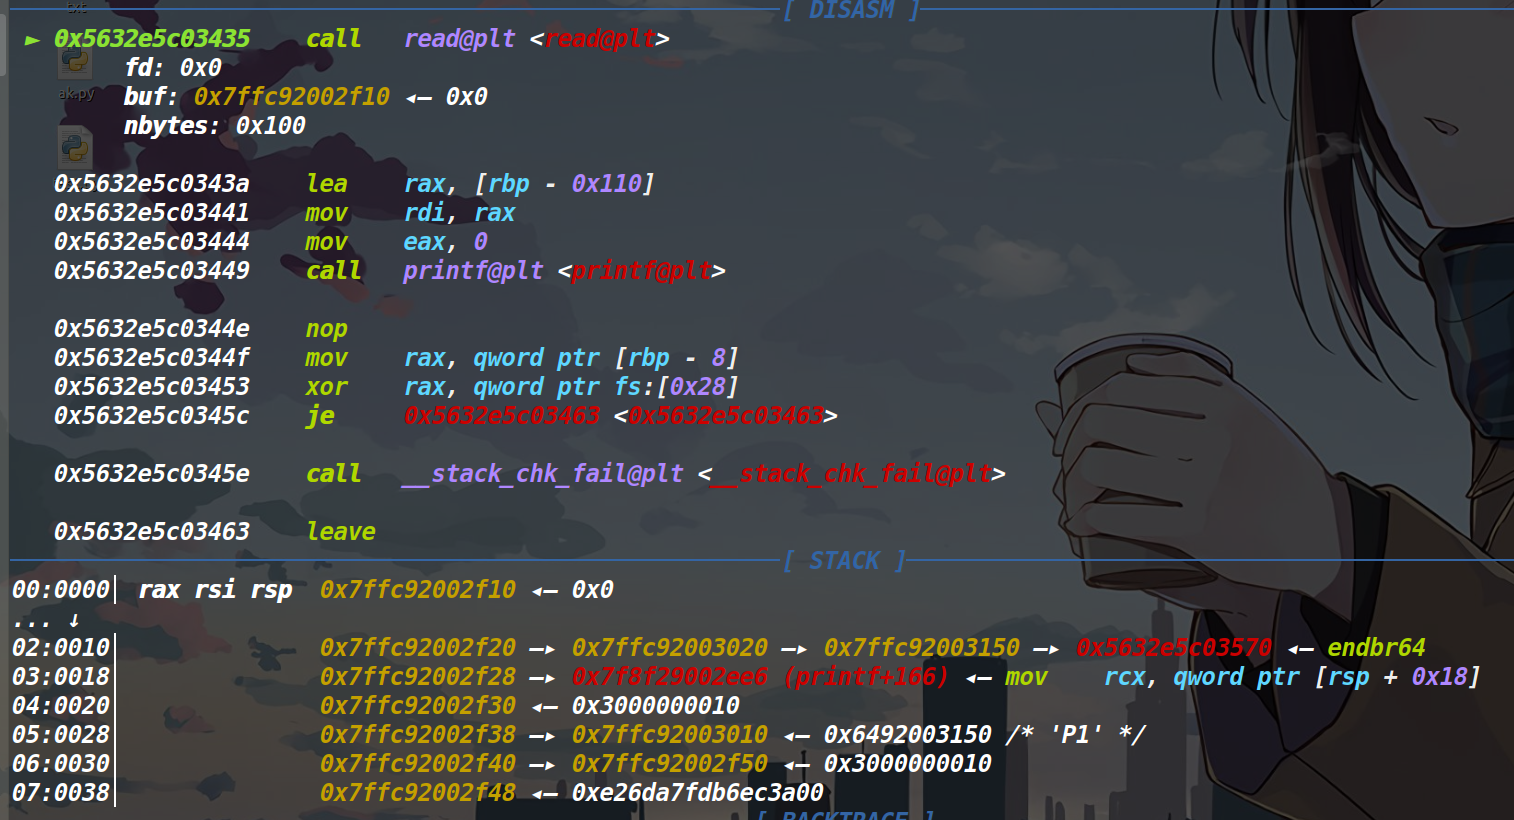 txt
[ DISASM ]
► 0x5632e5c03435 call read@plt <read@plt>
fd: 0x0
buf: 0x7ffc92002f10 ◂— 0x0
ak.py
nbytes: 0x100
0x5632e5c0343a lea rax, [rbp - 0x110]
0x5632e5c03441 mov rdi, rax
0x5632e5c03444 mov eax, 0
0x5632e5c03449 call printf@plt <printf@plt>
0x5632e5c0344e nop
0x5632e5c0344f mov rax, qword ptr [rbp - 8]
0x5632e5c03453 xor rax, qword ptr fs:[0x28]
0x5632e5c0345c je 0x5632e5c03463 <0x5632e5c03463>
0x5632e5c0345e call __stack_chk_fail@plt <__stack_chk_fail@plt>
0x5632e5c03463 leave
[ STACK ]
00:0000│ rax rsi rsp 0x7ffc92002f10 ◂— 0x0
... ↓
02:0010│ 0x7ffc92002f20 —▸ 0x7ffc92003020 —▸ 0x7ffc92003150 —▸ 0x5632e5c03570 ◂— endbr64
03:0018│ 0x7ffc92002f28 —▸ 0x7f8f29002ee6 (printf+166) ◂— mov rcx, qword ptr [rsp + 0x18]
04:0020│ 0x7ffc92002f30 ◂— 0x3000000010
05:0028│ 0x7ffc92002f38 —▸ 0x7ffc92003010 ◂— 0x6492003150 /* 'P1' */
06:0030│ 0x7ffc92002f40 —▸ 0x7ffc92002f50 ◂— 0x3000000010
07:0038│ 0x7ffc92002f48 ◂— 0xe26da7fdb6ec3a00
[ BACKTRACE ]